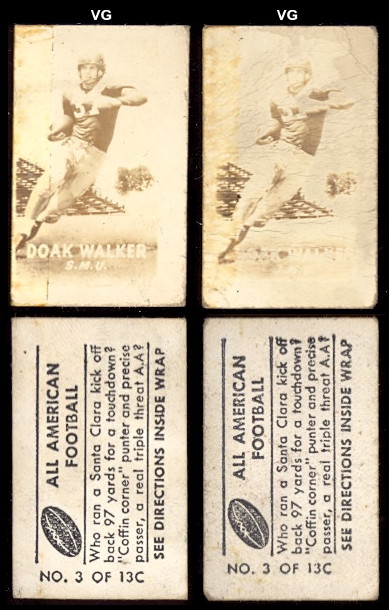 VG
VG
37
DOAK WALKER
S.M.U.
ALL AMERICAN
FOOTBALL
Who ran a Santa Clara kick off
back 97 yards for a touchdown?
"Coffin corner" punter and precise
passer, a real triple threat A.A?
SEE DIRECTIONS INSIDE WRAP
NO. 3 OF 13C
ALL AMERICAN
FOOTBALL
Who ran a Santa Clara kick off
back 97 yards for a touchdown?
"Coffin corner" punter and precise
passer, a real triple threat A.A?
SEE DIRECTIONS INSIDE WRAP
NO. 3 OF 13C